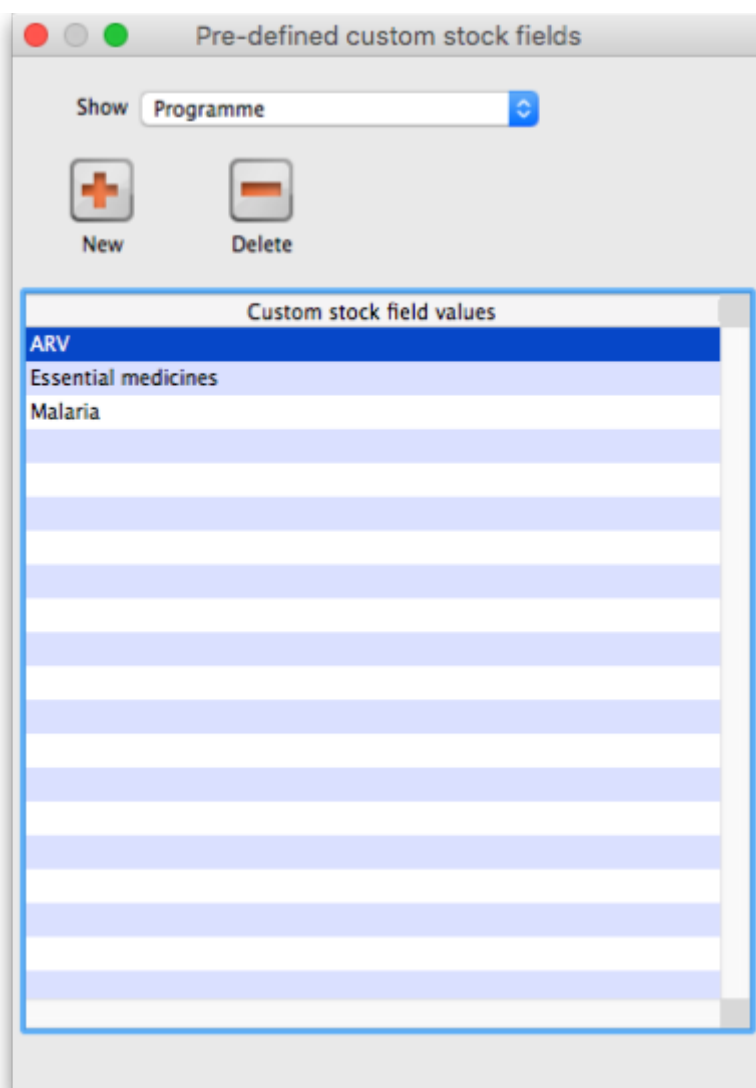 Pre-defined custom stock fields
Show Programme
New Delete
Custom stock field values
ARV
Essential medicines
Malaria